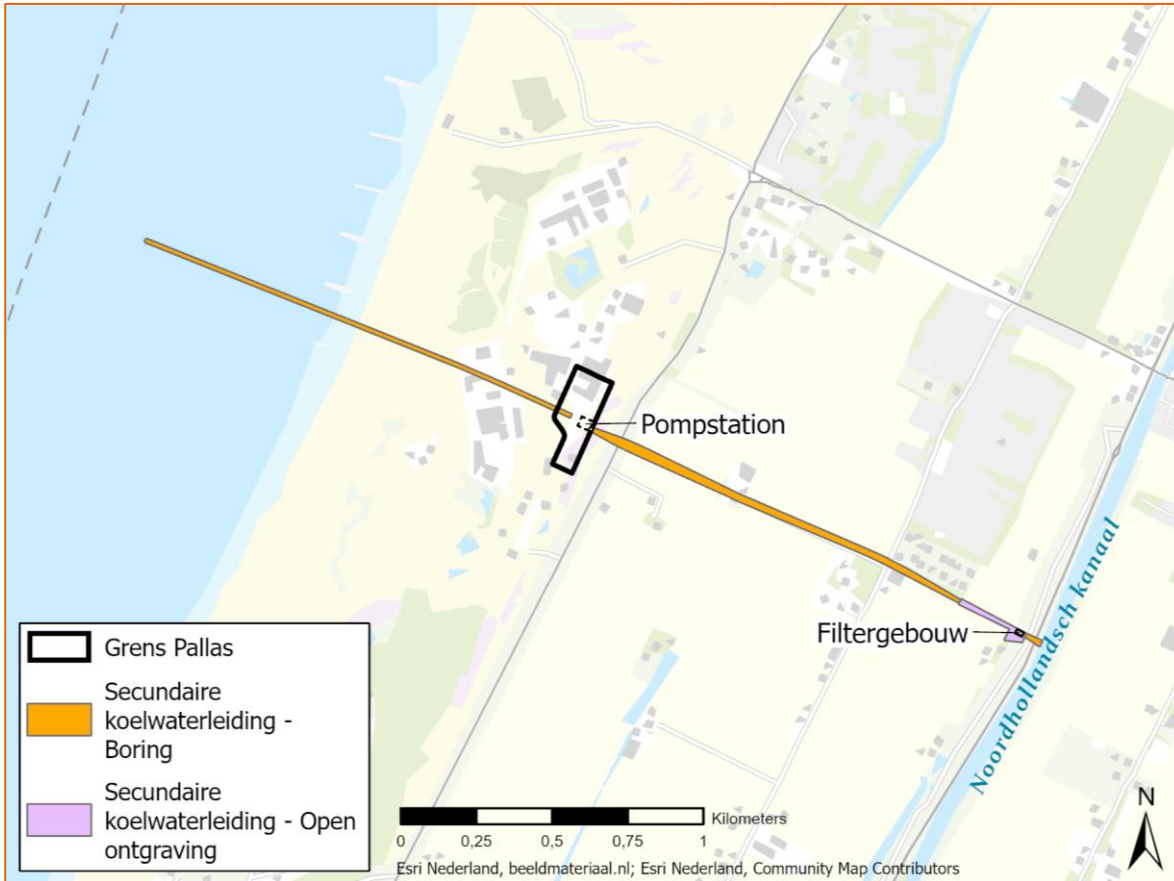 Pompstation
Filtergebouw
Noordhollandsch kanaal
Grens Pallas
Secundaire
koelwaterleiding -
Boring
Secundaire
koelwaterleiding - Open
ontgraving
Kilometers
0 0,25 0,5 0,75 1
N
Esri Nederland, beeldmateriaal.nl; Esri Nederland, Community Map Contributors